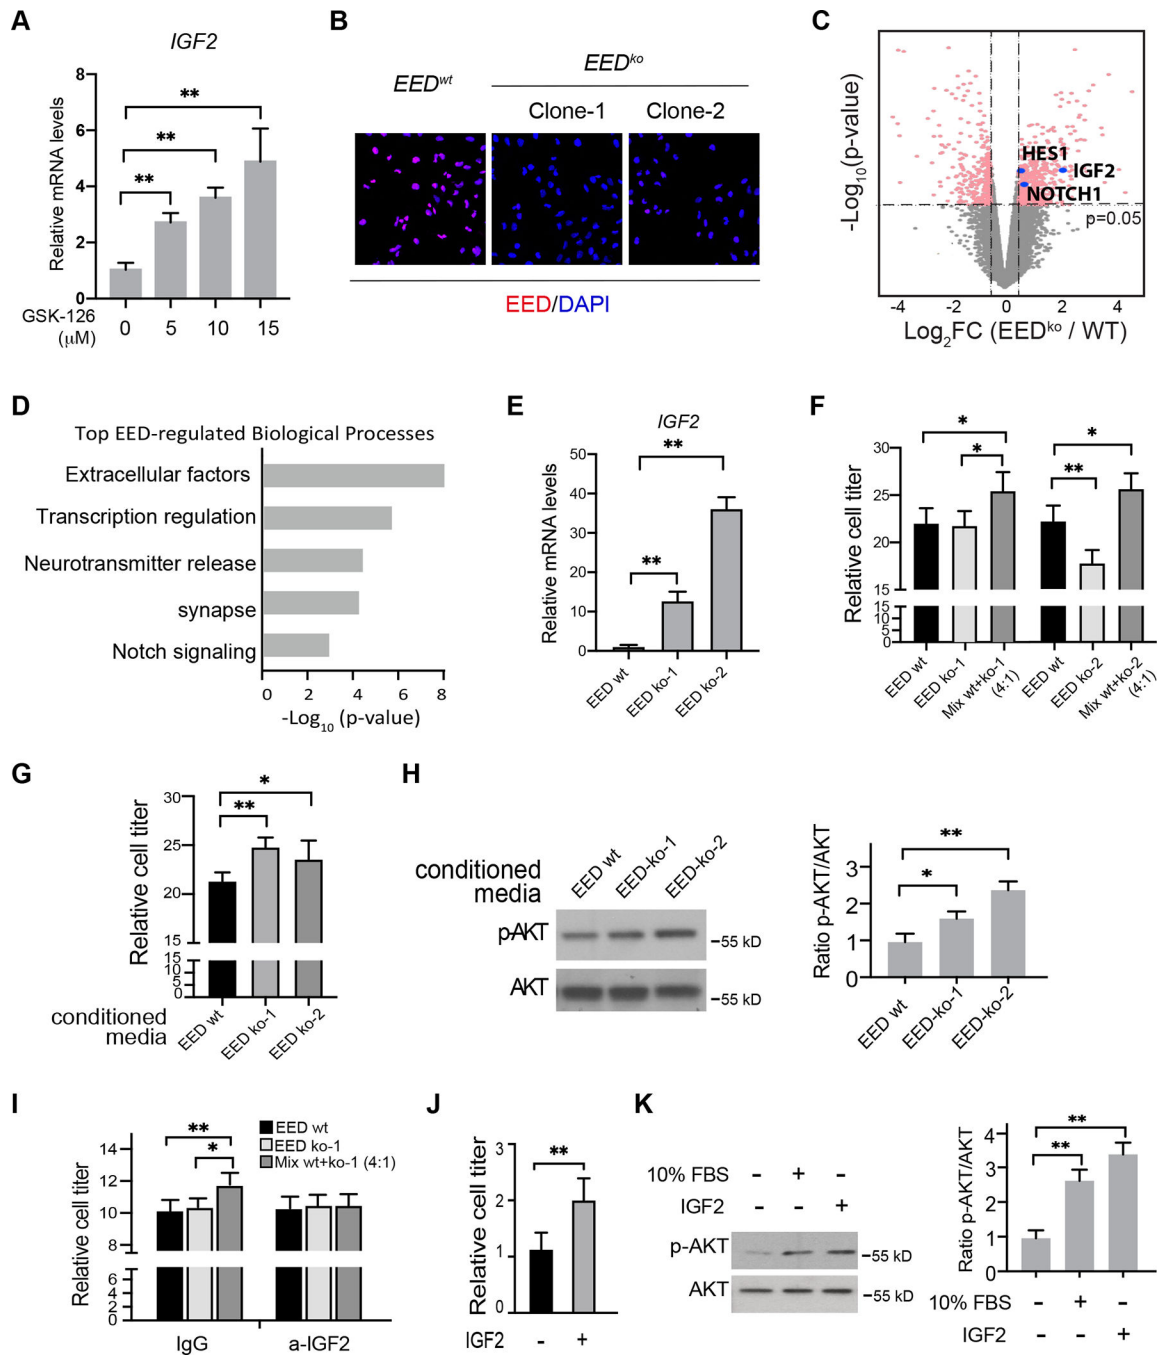 A
IGF2
Relative mRNA levels
8
6
4
2
0
**
**
**
GSK-126
(µM)
0 5 10 15
B
EEDwt
EEDko
Clone-1
Clone-2
EED/DAPI
C
-Log10(p-value)
HES1
IGF2
NOTCH1
p=0.05
-4 -2 0 2 4
Log2FC (EEDko / WT)
D
Top EED-regulated Biological Processes
Extracellular factors
Transcription regulation
Neurotransmitter release
synapse
Notch signaling
0 2 4 6 8
-Log10 (p-value)
E
IGF2
Relative mRNA levels
50
40
30
20
10
0
**
**
EED wt
EED ko-1
EED ko-2
F
Relative cell titer
30
25
20
15
15
10
5
0
*
*
*
**
EED wt
EED ko-1
Mix wt+ko-1
(4:1)
EED wt
EED ko-2
Mix wt+ko-2
(4:1)
G
Relative cell titer
30
25
20
15
15
10
5
0
*
**
conditioned
media
EED wt
EED ko-1
EED ko-2
H
conditioned
media
EED wt
EED-ko-1
EED-ko-2
p-AKT
55 kD
AKT
55 kD
Ratio p-AKT/AKT
3
2
1
0
**
*
EED wt
EED-ko-1
EED-ko-2
I
Relative cell titer
14
12
10
8
6
4
2
0
**
*
EED wt
EED ko-1
Mix wt+ko-1 (4:1)
IgG
a-IGF2
J
Relative cell titer
3
2
1
0
**
IGF2 - +
K
10% FBS - + -
IGF2 - - +
p-AKT
55 kD
AKT
55 kD
Ratio p-AKT/AKT
4
3
2
1
0
**
**
10% FBS - + -
IGF2 - - +